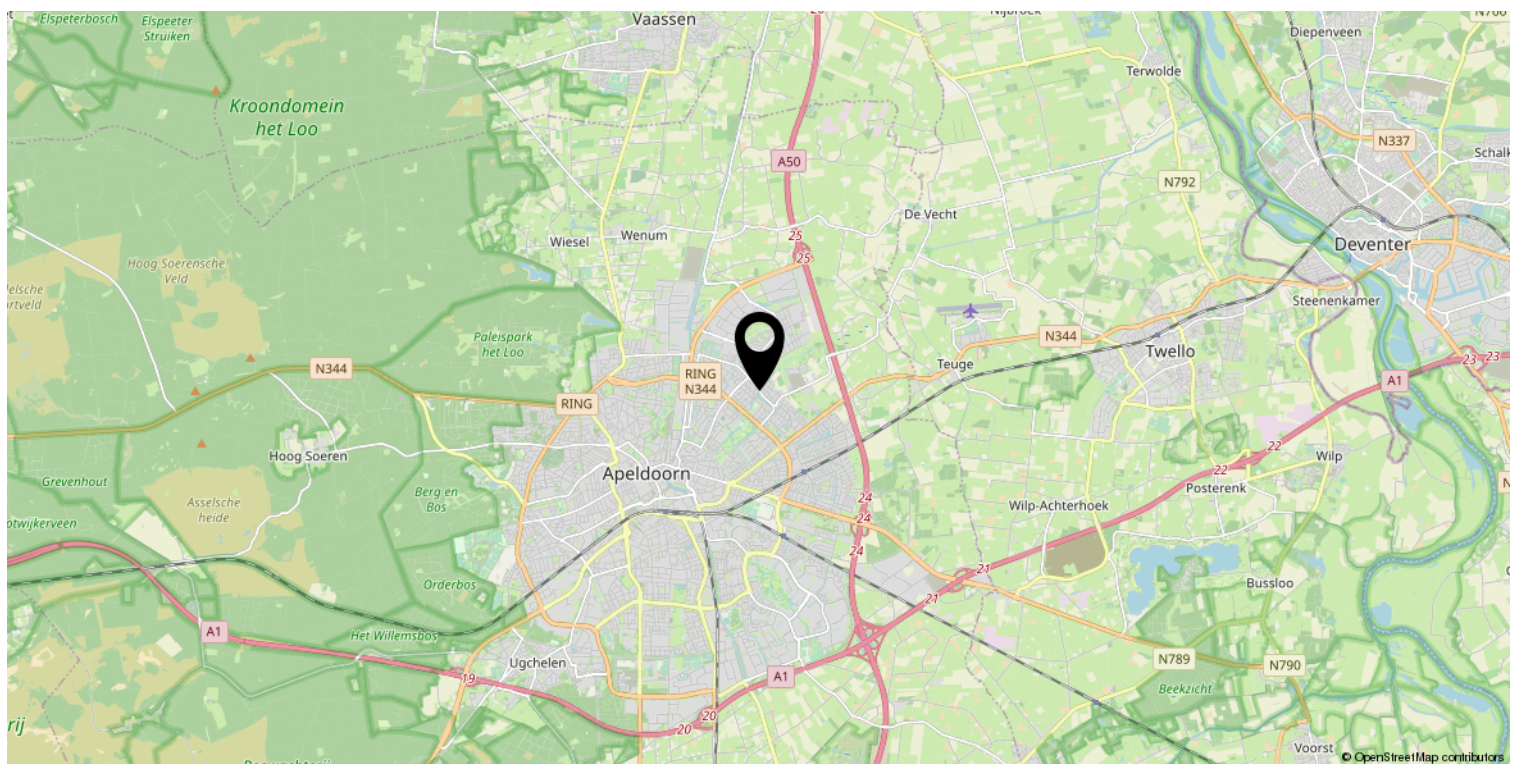 Elspeterbosch
Elspeeter
Struiken
Vaassen
Diepenveen
Terwolde
Kroondomein
het Loo
N337
A50
Schalk
N792
De Vecht
Wiesel
Wenum
25
Deventer
25
Hoog Soerensche
Veld
Steenenkamer
Paleispark
het Loo
N344
Twello
23
23
Teuge
N344
RING
N344
A1
RING
Hoog Soeren
22
Wilp
22
Apeldoorn
Grevenhout
Posterenk
Berg en
Bos
24
Asselsche
heide
Wilp-Achterhoek
24
otwijkerveen
24
21
Bussloo
Orderbos
21
A1
Het Willemsbos
Ugchelen
N789
N790
19
A1
Beekzicht
20
20
rij
Voorst
© OpenStreetMap contributors